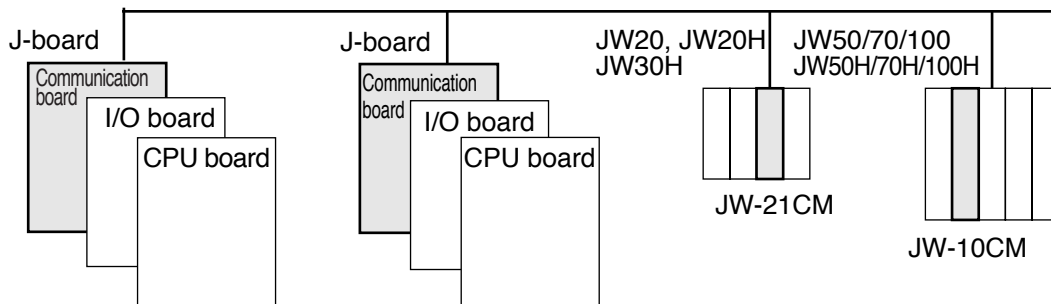 J-board
Communication
board
I/O board
CPU board
J-board
Communication
board
I/O board
CPU board
JW20, JW20H
JW30H
JW-21CM
JW50/70/100
JW50H/70H/100H
JW-10CM